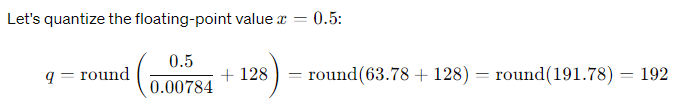 Let's quantize the floating-point value x = 0.5:
q = round(0.5/0.00784 + 128) = round(63.78 + 128) = round(191.78) = 192